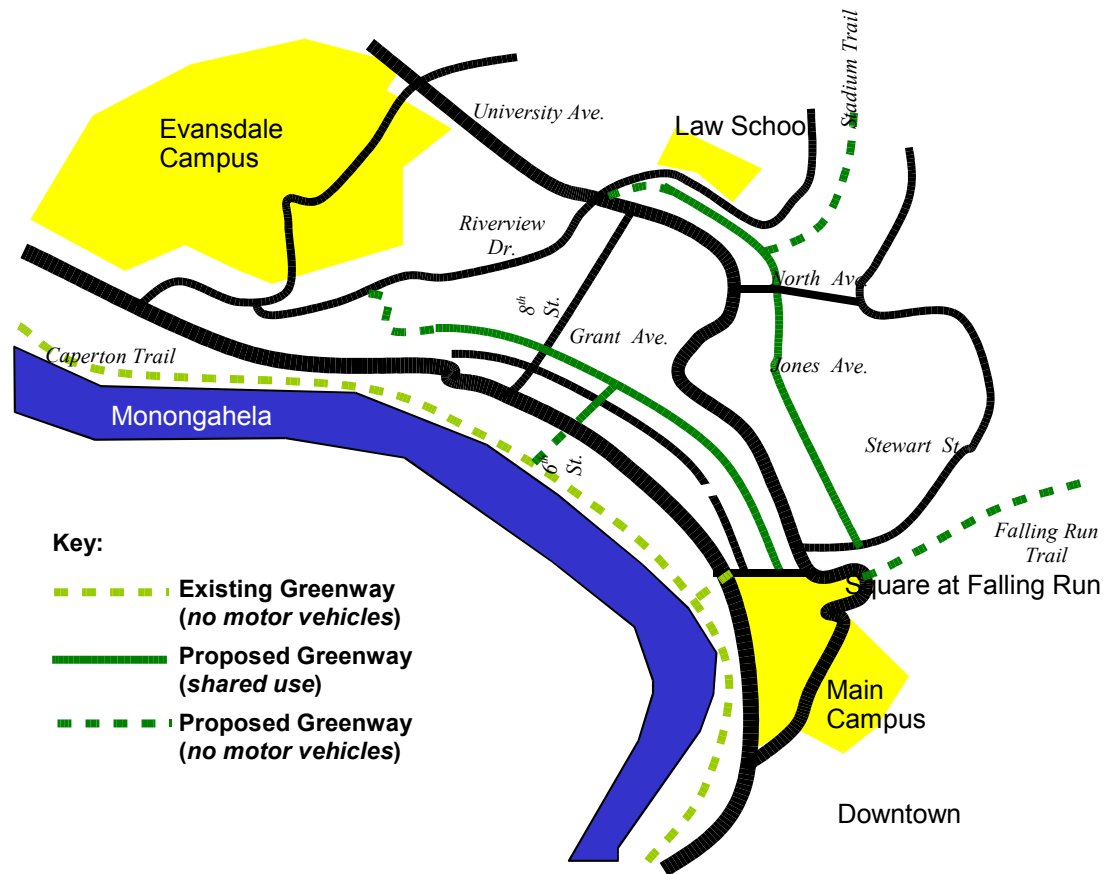 Stadium Trail
University Ave.
Law School
Evansdale
Campus
Riverview
Dr.
North Ave.
8th
St.
Grant Ave.
Caperton Trail
Jones Ave.
Monongahela
Stewart St.
6th
St.
Falling Run
Trail
Key:
Square at Falling Run
Existing Greenway
(no motor vehicles)
Proposed Greenway
(shared use)
Main
Campus
Proposed Greenway
(no motor vehicles)
Downtown